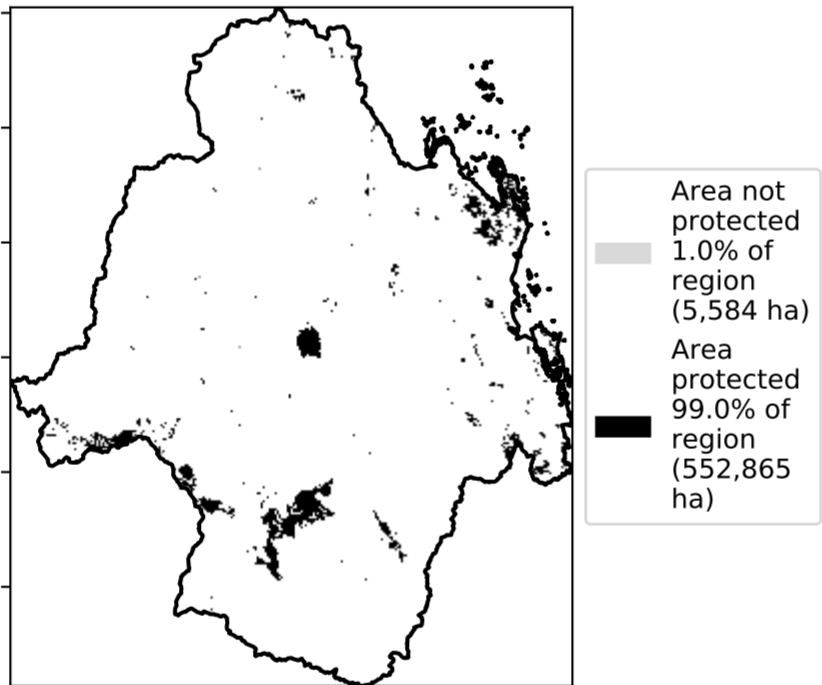 Area not
protected
1.0% of
region
(5,584 ha)
Area
protected
99.0% of
region
(552,865
ha)